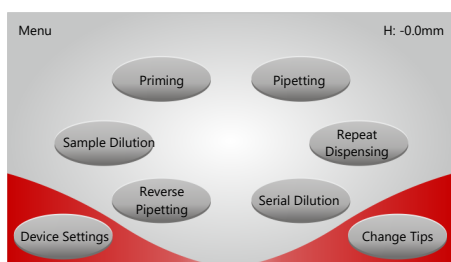 Menu
H: -0.0mm
Priming
Pipetting
Sample Dilution
Repeat
Dispensing
Reverse
Pipetting
Serial Dilution
Device Settings
Change Tips